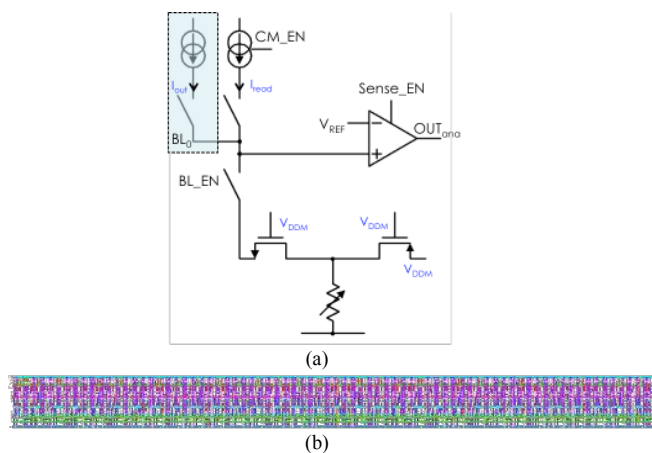 CM_EN
Iout
Iread
Sense_EN
VREF
OUTana
BL0
BL_EN
VDDM
VDDM
VDDM
(a)
(b)